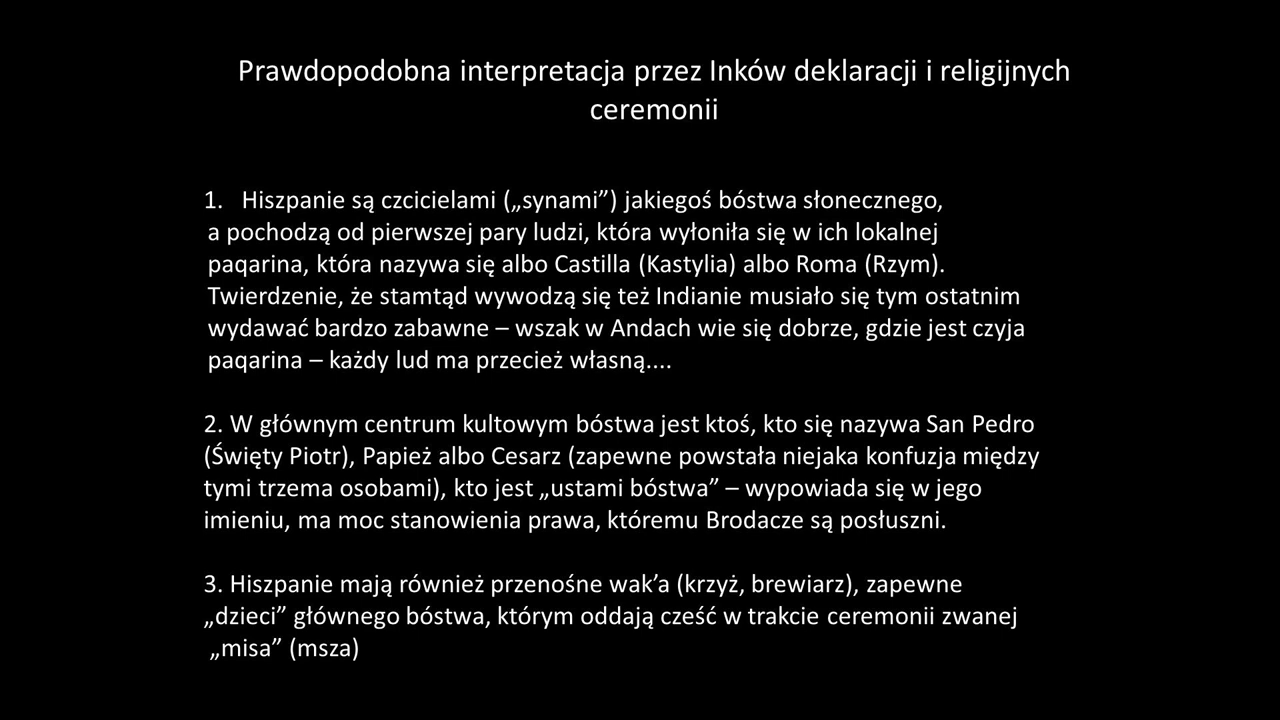 Prawdopodobna interpretacja przez Inków deklaracji i religijnych
ceremonii
1. Hiszpanie są czcicielami („synami”) jakiegoś bóstwa słonecznego,
a pochodzą od pierwszej pary ludzi, która wyłoniła się w ich lokalnej
paqarina, która nazywa się albo Castilla (Kastylia) albo Roma (Rzym).
Twierdzenie, że stamtąd wywodzą się też Indianie musiało się tym ostatnim
wydawać bardzo zabawne – wszak w Andach wie się dobrze, gdzie jest czyja
paqarina – każdy lud ma przecież własną....
2. W głównym centrum kultowym bóstwa jest ktoś, kto się nazywa San Pedro
(Święty Piotr), Papież albo Cesarz (zapewne powstała niejaka konfuzja między
tymi trzema osobami), kto jest „ustami bóstwa” – wypowiada się w jego
imieniu, ma moc stanowienia prawa, któremu Brodacze są posłuszni.
3. Hiszpanie mają również przenośne wak’a (krzyż, brewiarz), zapewne
„dzieci” głównego bóstwa, którym oddają cześć w trakcie ceremonii zwanej
„misa” (msza)